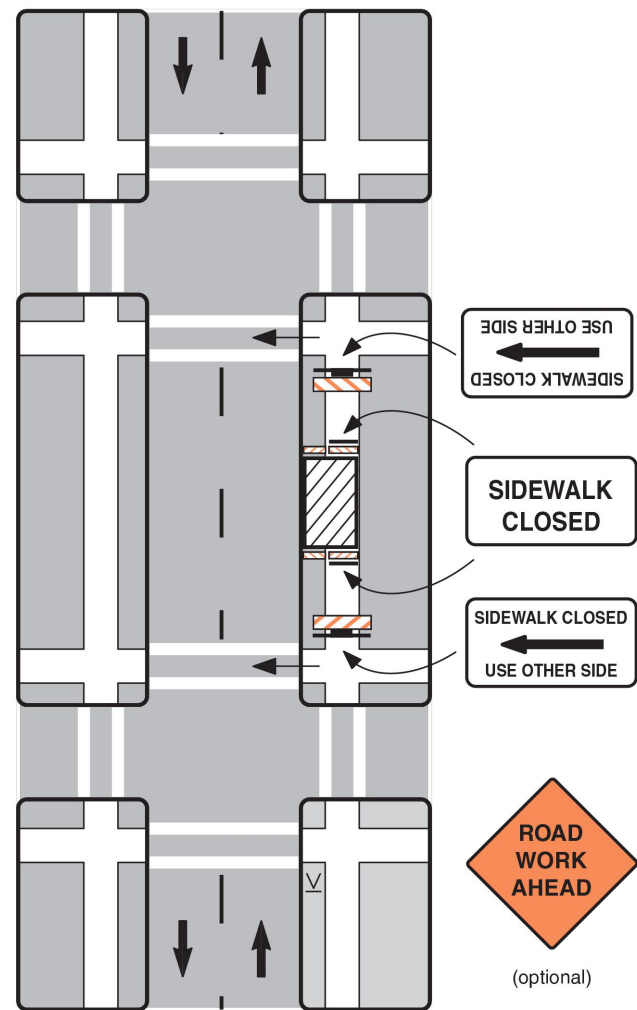 USE OTHER SIDE
SIDEWALK CLOSED
SIDEWALK
CLOSED
SIDEWALK CLOSED
USE OTHER SIDE
ROAD
WORK
AHEAD
(optional)